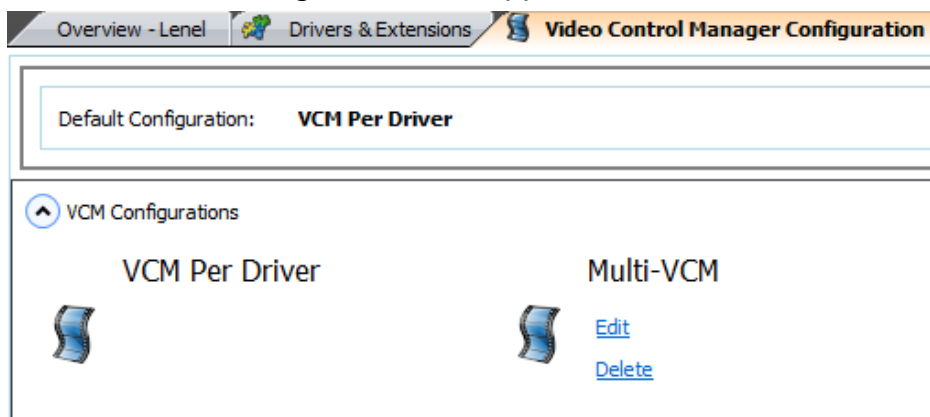 Overview - Lenel Drivers & Extensions Video Control Manager Configuration
Default Configuration: VCM Per Driver
VCM Configurations
VCM Per Driver Multi-VCM
Edit
Delete